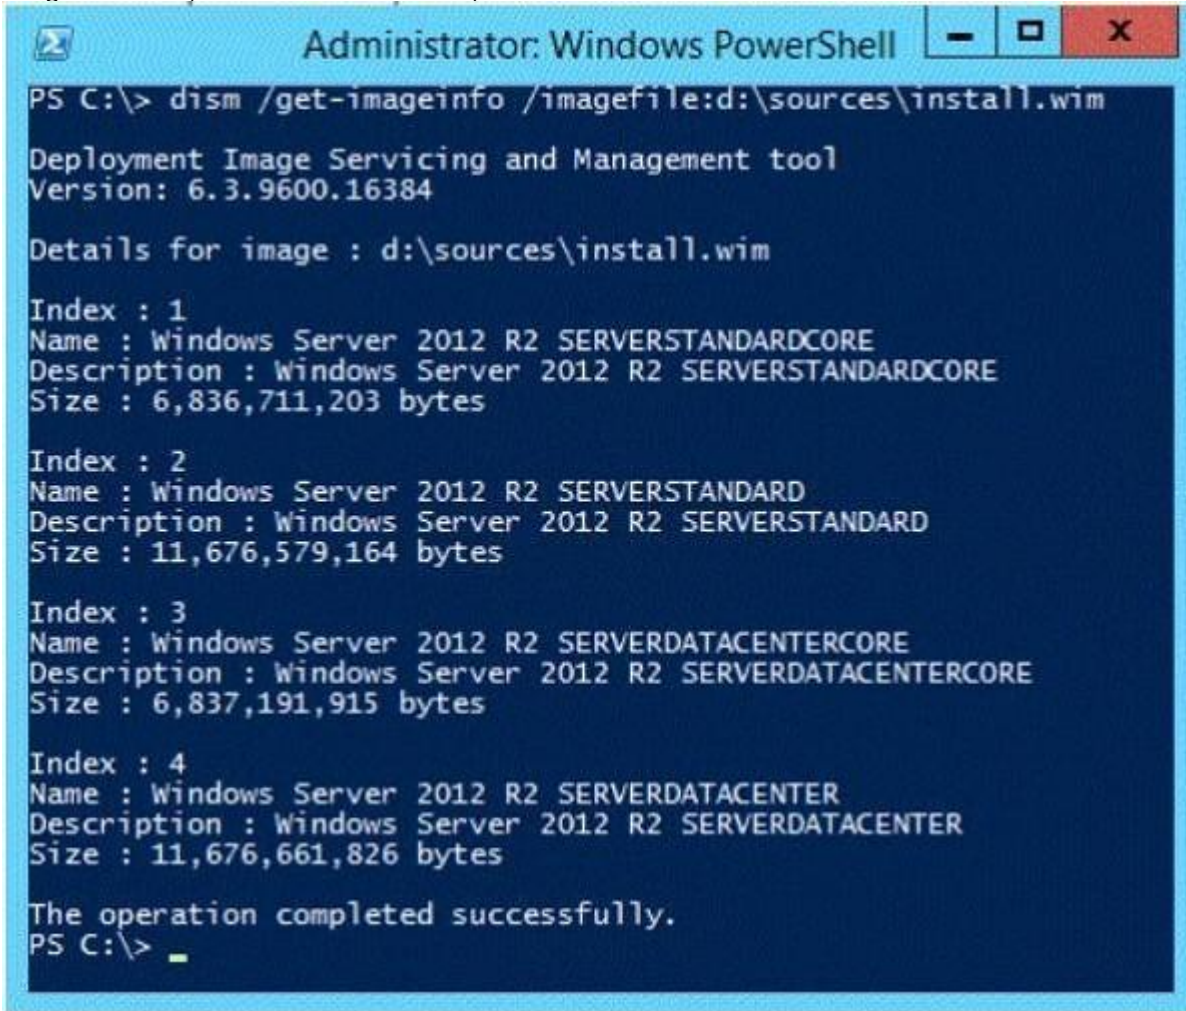 Administrator: Windows PowerShell
PS C:\> dism /get-imageinfo /imagefile:d:\sources\install.wim
Deployment Image Servicing and Management tool
Version: 6.3.9600.16384
Details for image : d:\sources\install.wim
Index : 1
Name : Windows Server 2012 R2 SERVERSTANDARDCORE
Description : Windows Server 2012 R2 SERVERSTANDARDCORE
Size : 6,836,711,203 bytes
Index : 2
Name : Windows Server 2012 R2 SERVERSTANDARD
Description : Windows Server 2012 R2 SERVERSTANDARD
Size : 11,676,579,164 bytes
Index : 3
Name : Windows Server 2012 R2 SERVERDATACENTERCORE
Description : Windows Server 2012 R2 SERVERDATACENTERCORE
Size : 6,837,191,915 bytes
Index : 4
Name : Windows Server 2012 R2 SERVERDATACENTER
Description : Windows Server 2012 R2 SERVERDATACENTER
Size : 11,676,661,826 bytes
The operation completed successfully.
PS C:\> _